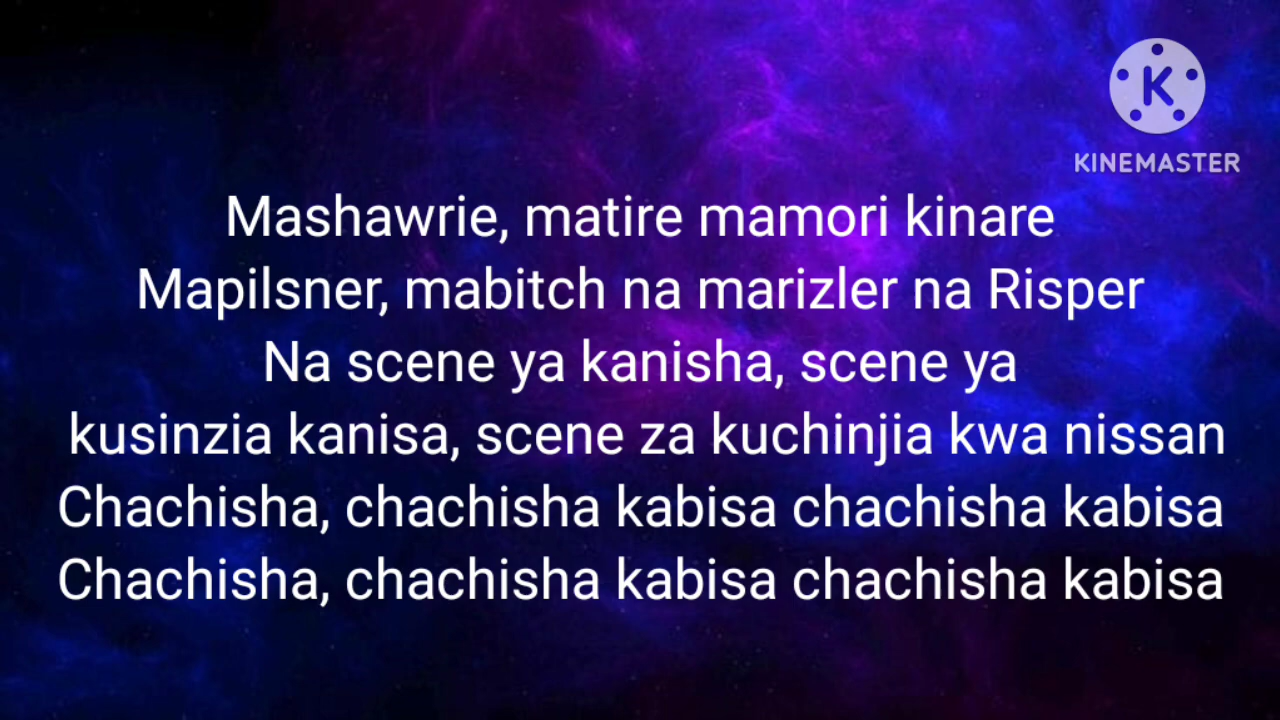 K
KINEMASTER
Mashawrie, matire mamori kinare
Mapilsner, mabitch na marizler na Risper
Na scene ya kanisha, scene ya
kusinzia kanisa, scene za kuchinjia kwa nissan
Chachisha, chachisha kabisa chachisha kabisa
Chachisha, chachisha kabisa chachisha kabisa